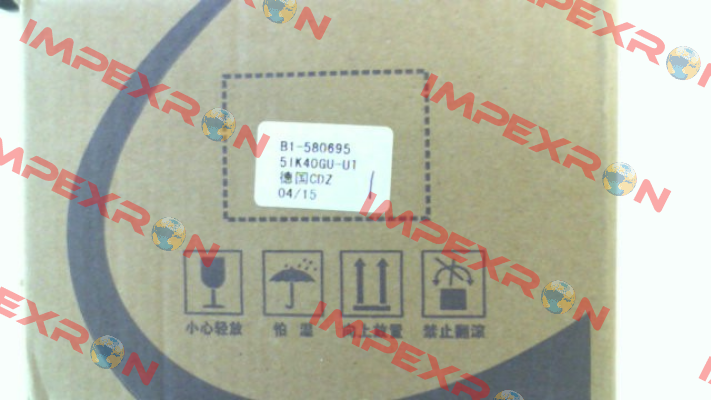 IMPEXRON
IMPEXRON
IMPEXRON
B1-580695
5IK40GU-UT
德国CDZ
04/15
IMPEXRON
IMPEXRON
小心轻放
怕 湿
向上放置
禁止翻滚
IMPEXRON
IMPEXRON